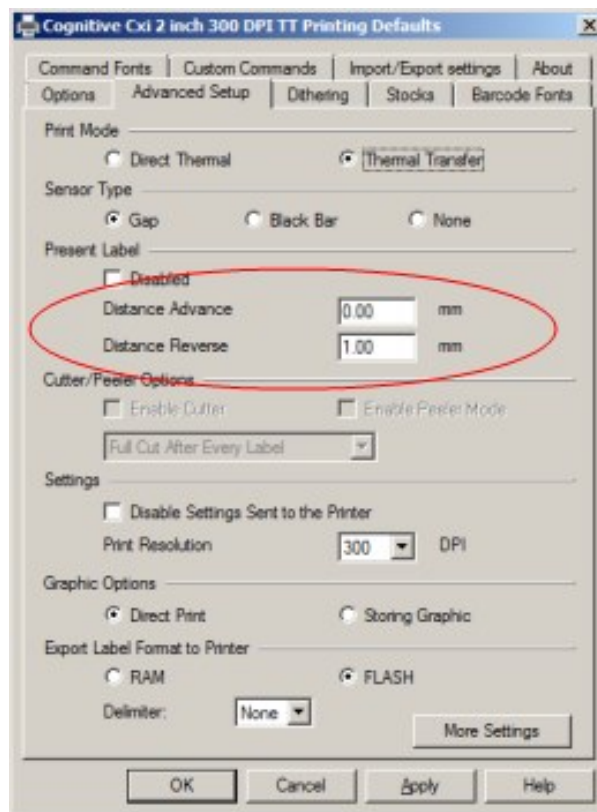 Cognitive Cxi 2 inch 300 DPI TT Printing Defaults
Command Fonts Custom Commands Import/Export settings About
Options Advanced Setup Dithering Stocks Barcode Fonts
Print Mode
Direct Thermal Thermal Transfer
Sensor Type
Gap Black Bar None
Present Label
Disabled
Distance Advance 0.00 mm
Distance Reverse 1.00 mm
Cutter/Peeler Options
Enable Cutter Enable Peeler Mode
Full Cut After Every Label
Settings
Disable Settings Sent to the Printer
Print Resolution 300 DPI
Graphic Options
Direct Print Storing Graphic
Export Label Format to Printer
RAM FLASH
Delimiter: None
More Settings
OK Cancel Apply Help